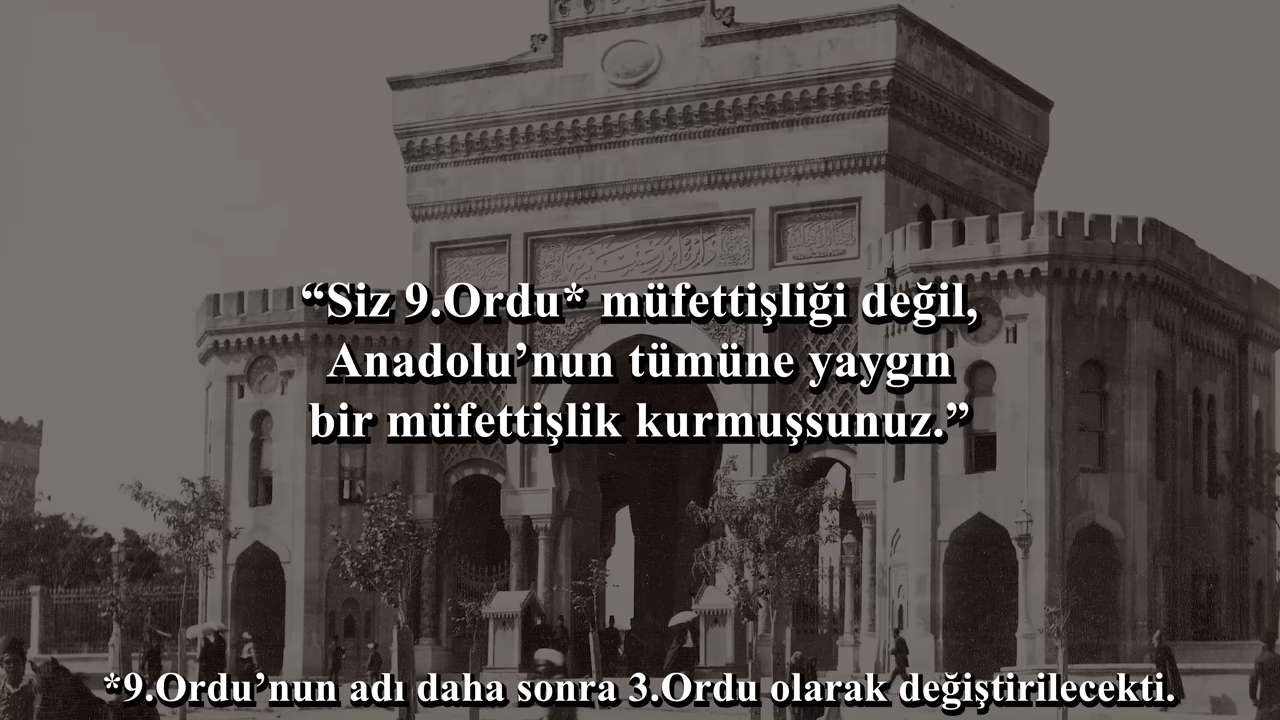 “Siz 9.Ordu* müfettişliği değil,
Anadolu’nun tümüne yaygın
bir müfettişlik kurmuşsunuz.”
*9.Ordu’nun adı daha sonra 3.Ordu olarak değiştirilecekti.